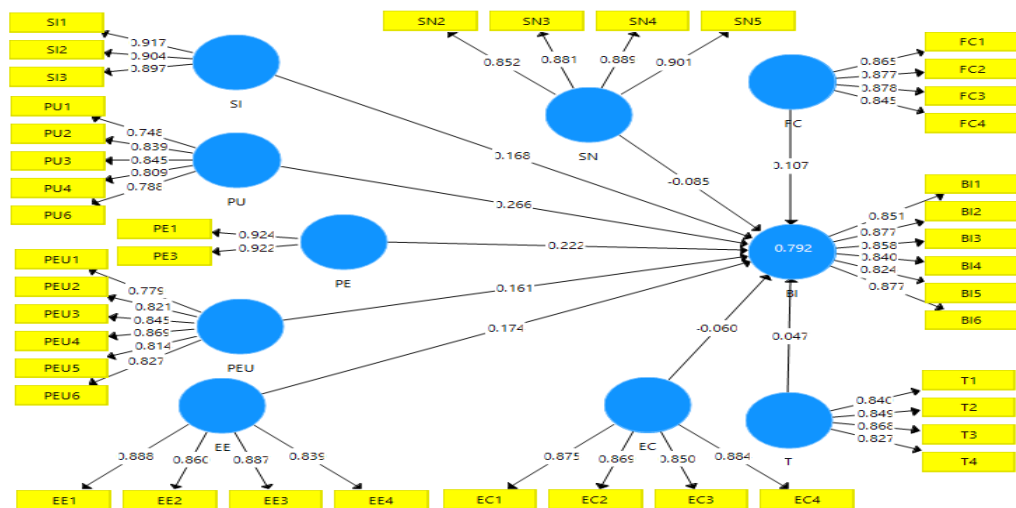 SI1
SI2
SI3
0.917
0.904
0.897
SI
SN2
SN3
SN4
SN5
0.852
0.881
0.889
0.901
SN
FC1
FC2
FC3
FC4
0.865
0.877
0.878
0.845
FC
PU1
PU2
PU3
PU4
PU6
0.748
0.839
0.845
0.809
0.788
PU
0.168
0.266
-0.085
0.107
PE1
PE3
0.924
0.922
PE
0.222
0.792
BI
BI1
BI2
BI3
BI4
BI5
BI6
0.851
0.877
0.858
0.840
0.824
0.877
PEU1
PEU2
PEU3
PEU4
PEU5
PEU6
0.779
0.821
0.845
0.869
0.814
0.827
PEU
0.161
0.174
-0.060
0.047
EE
0.888
0.860
0.887
0.839
EE1
EE2
EE3
EE4
EC
0.875
0.869
0.850
0.884
EC1
EC2
EC3
EC4
T
0.840
0.849
0.868
0.827
T1
T2
T3
T4